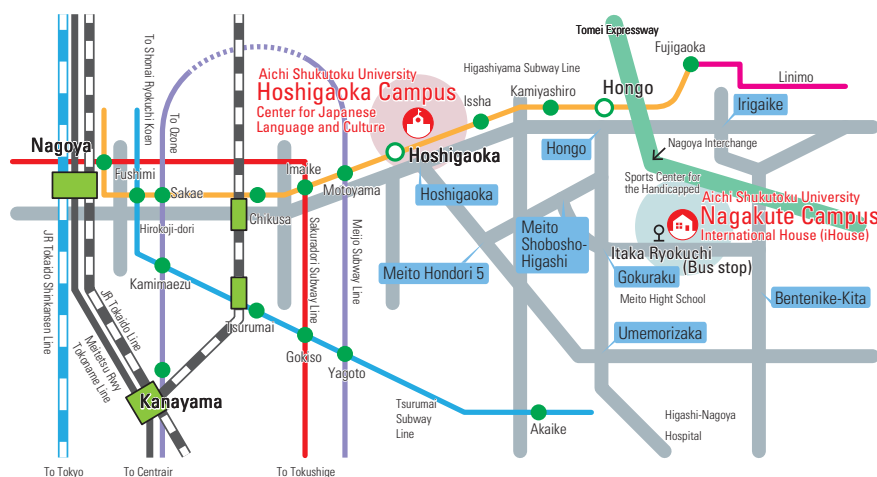 Tomei Expressway
To Shonai Ryokuchi Koen
To Ozone
Aichi Shukutoku University
Hoshigaoka Campus
Center for Japanese
Language and Culture
Higashiyama Subway Line
Fujigaoka
Linimo
Kamiyashiro
Hongo
Issha
Irigaike
Nagoya
Fushimi
Imaike
Hoshigaoka
Hongo
Nagoya Interchange
Sakae
Motoyama
Hoshigaoka
Sports Center for
the Handicapped
Aichi Shukutoku University
Nagakute Campus
International House (iHouse)
Chikusa
Hirokoji-dori
Meito
Shobosho-
Higashi
Itaka Ryokuchi
(Bus stop)
JR Tokaido Shinkansen Line
Kamimaezu
Sakuradori Subway Line
Meijo Subway Line
Meito Hondori 5
Gokuraku
Meito Hight School
Bentenike-Kita
JR Tokaido Line
Meitetsu Rwy
Tokoname Line
Tsurumai
Umemorizaka
Gokiso
Yagoto
Kanayama
Tsurumai
Subway
Line
Akaike
Higashi-Nagoya
Hospital
To Tokyo
To Centrair
To Tokushige